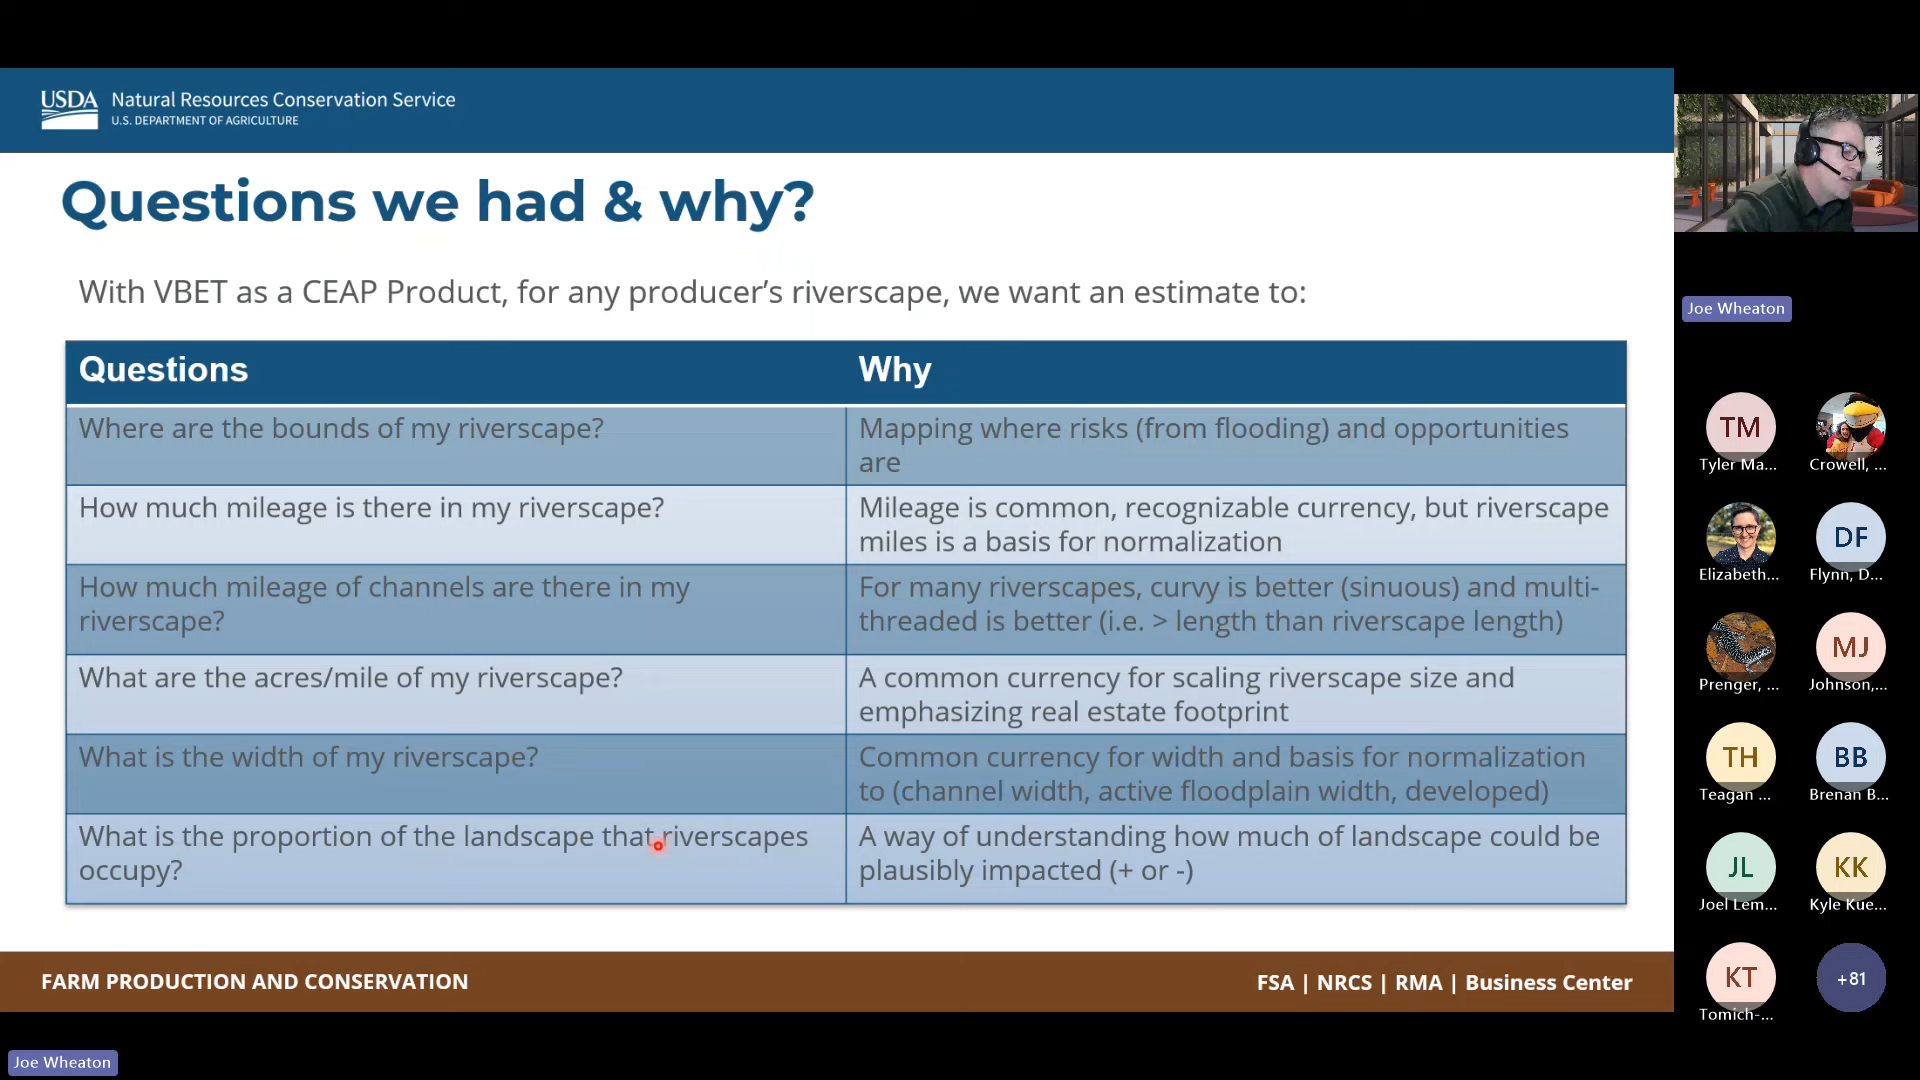 USDA
Natural Resources Conservation Service
U.S. DEPARTMENT OF AGRICULTURE
Questions we had & why?
With VBET as a CEAP Product, for any producer's riverscape, we want an estimate to:
Questions
Why
Where are the bounds of my riverscape?
Mapping where risks (from flooding) and opportunities
are
How much mileage is there in my riverscape?
Mileage is common, recognizable currency, but riverscape
miles is a basis for normalization
How much mileage of channels are there in my
riverscape?
For many riverscapes, curvy is better (sinuous) and multi-
threaded is better (i.e. > length than riverscape length)
What are the acres/mile of my riverscape?
A common currency for scaling riverscape size and
emphasizing real estate footprint
What is the width of my riverscape?
Common currency for width and basis for normalization
to (channel width, active floodplain width, developed)
What is the proportion of the landscape that riverscapes
occupy?
A way of understanding how much of landscape could be
plausibly impacted (+ or -)
FARM PRODUCTION AND CONSERVATION
FSA | NRCS | RMA | Business Center
Joe Wheaton
Joe Wheaton
TM
Tyler Ma...
Crowell, ...
Elizabeth...
DF
Flynn, D...
Prenger, ...
MJ
Johnson,...
TH
Teagan ...
BB
Brenan B...
JL
Joel Lem...
KK
Kyle Kue...
KT
Tomich-...
+81